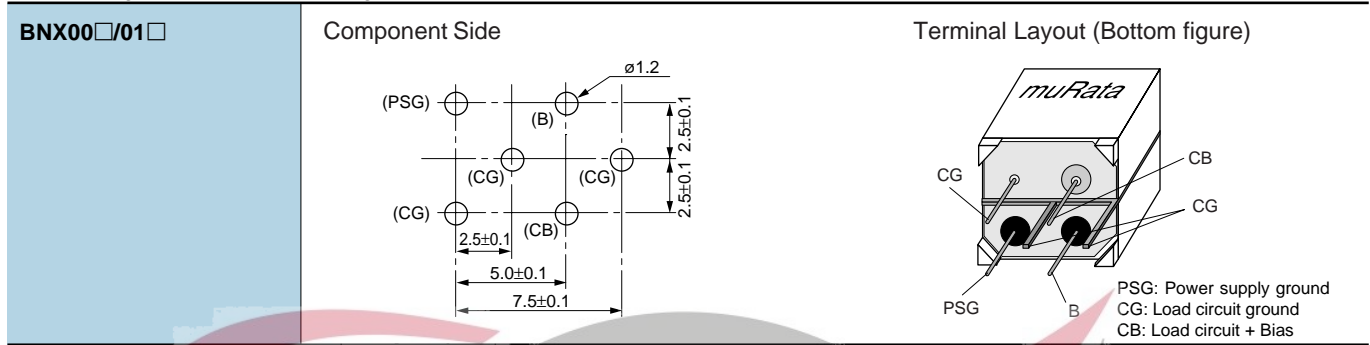 BNX00□/01□
Component Side
Terminal Layout (Bottom figure)
ø1.2
(PSG)
(B)
2.5±0.1
(CG)
(CG)
2.5±0.1
(CG)
(CB)
2.5±0.1
5.0±0.1
7.5±0.1
muRata
CG
CB
CG
PSG
B
PSG: Power supply ground
CG: Load circuit ground
CB: Load circuit + Bias